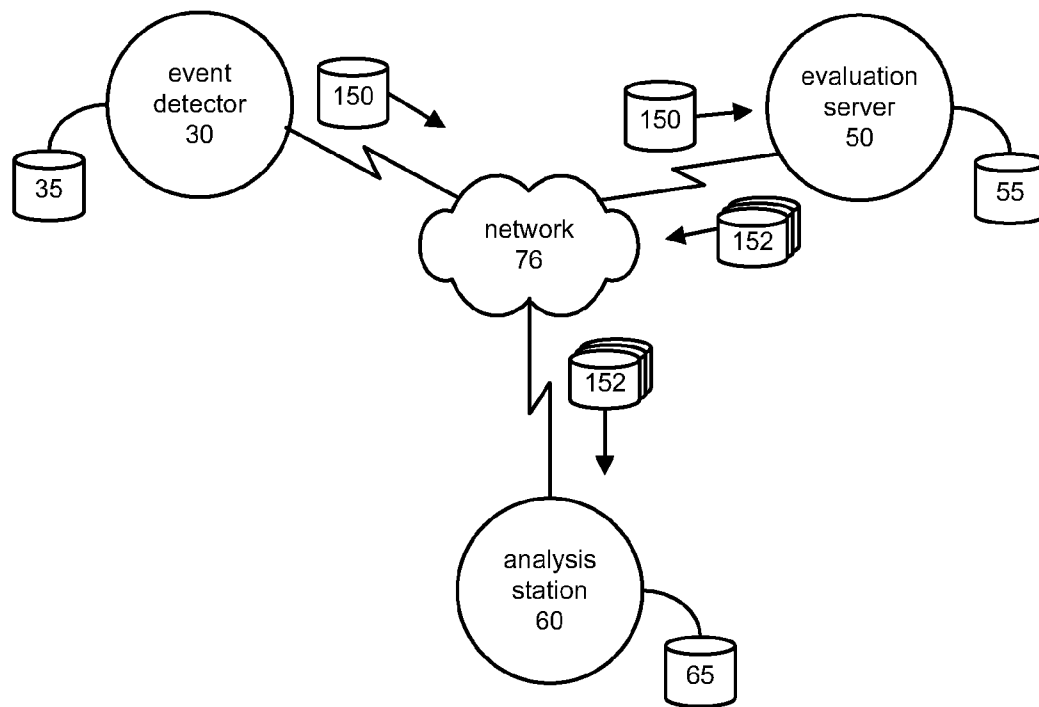 event
detector
30
150
35
150
evaluation
server
50
55
network
76
152
152
analysis
station
60
65